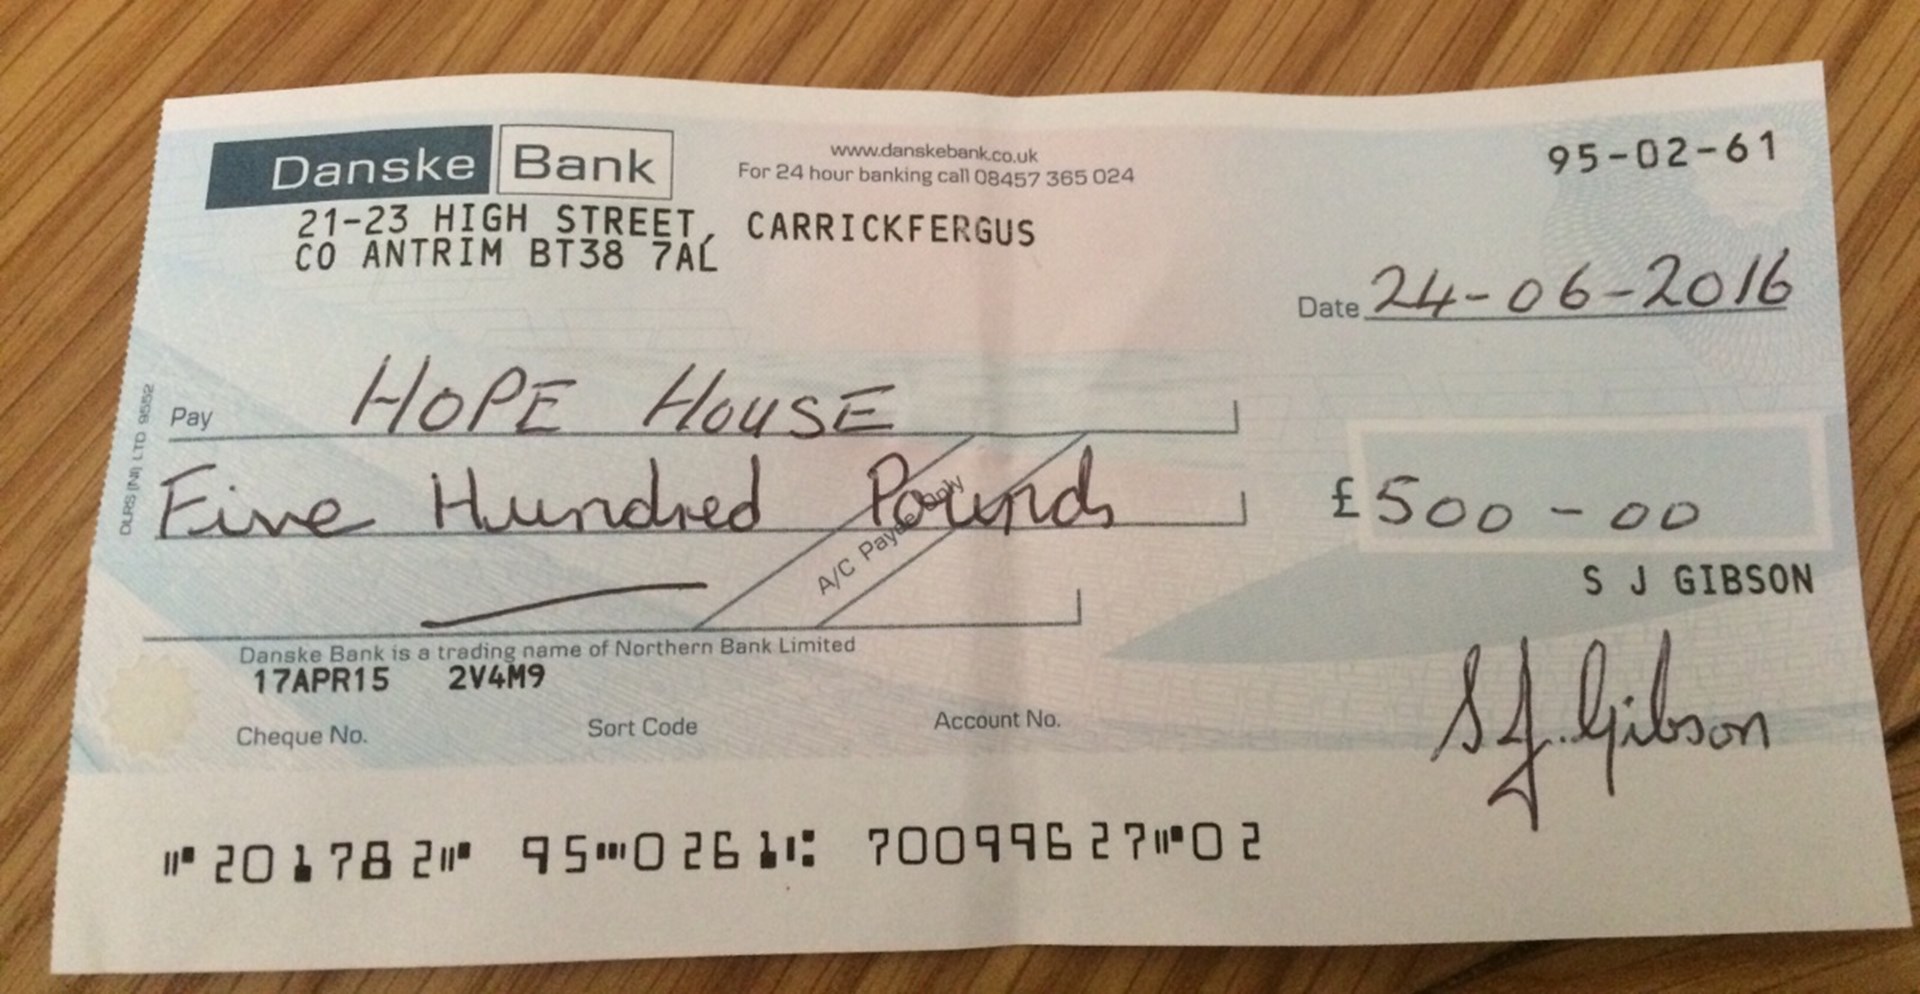 Danske Bank
www.danskebank.co.uk
For 24 hour banking call 08457 365 024
95-02-61
21-23 HIGH STREET, CARRICKFERGUS
CO ANTRIM BT38 7AL
Date 24-06-2016
DLRS (NI) LTD 9552
Pay HOPE HOUSE
Five Hundred Pounds
£500-00
A/C Payee Only
S J GIBSON
Danske Bank is a trading name of Northern Bank Limited
17APR15 2V4M9
S J. Gibson
Cheque No. Sort Code Account No.
⑈201782⑈ 95⑉0261⑆ 70099627⑈02